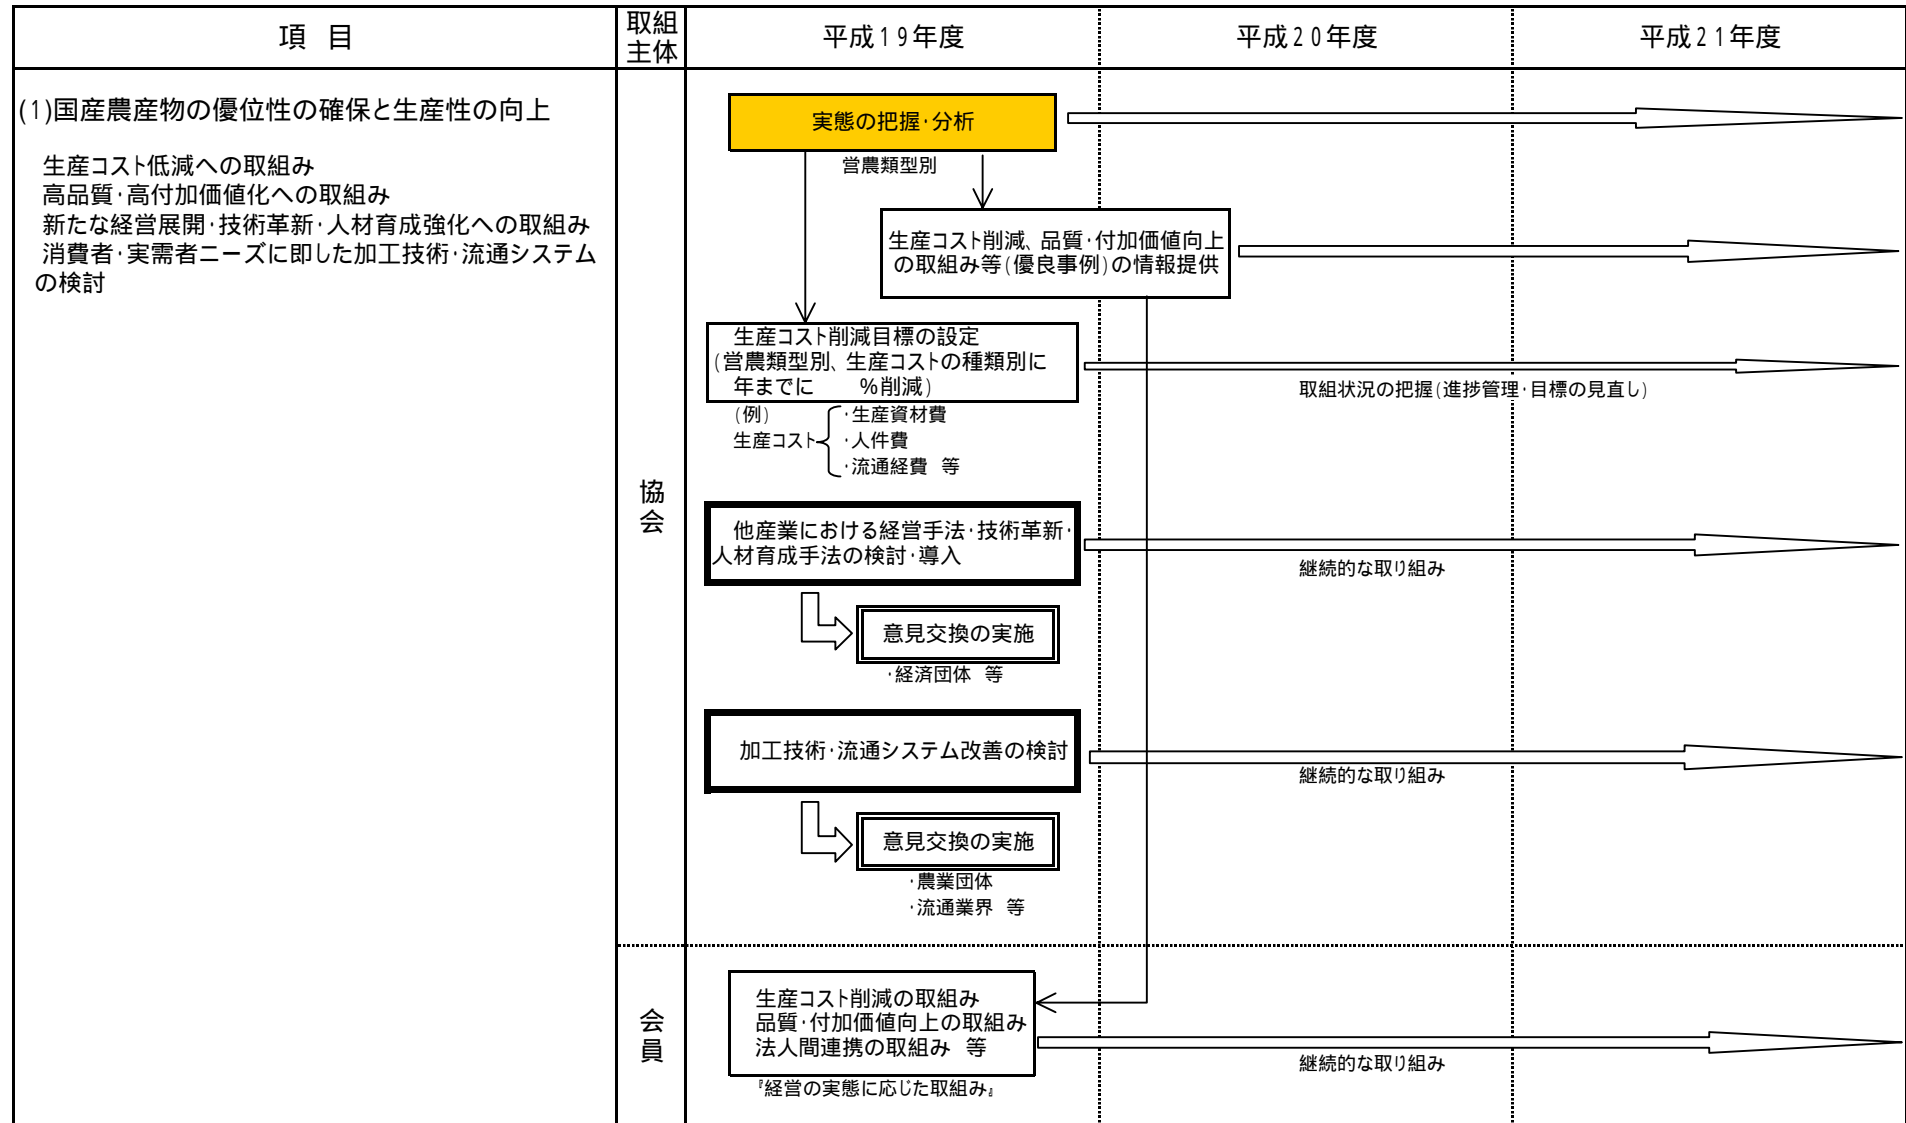 項 目
取組
主体
平成19年度
平成20年度
平成21年度
(1)国産農産物の優位性の確保と生産性の向上
生産コスト低減への取組み
高品質・高付加価値化への取組み
新たな経営展開・技術革新・人材育成強化への取組み
消費者・実需者ニーズに即した加工技術・流通システム
の検討
協
会
実態の把握・分析
営農類型別
生産コスト削減、品質・付加価値向上
の取組み等(優良事例)の情報提供
生産コスト削減目標の設定
(営農類型別、生産コストの種類別に
年までに　　%削減)
取組状況の把握(進捗管理・目標の見直し)
(例)
生産コスト
・生産資材費
・人件費
・流通経費 等
他産業における経営手法・技術革新・
人材育成手法の検討・導入
継続的な取り組み
意見交換の実施
・経済団体 等
加工技術・流通システム改善の検討
継続的な取り組み
意見交換の実施
・農業団体
・流通業界 等
会
員
生産コスト削減の取組み
品質・付加価値向上の取組み
法人間連携の取組み 等
継続的な取り組み
『経営の実態に応じた取組み』